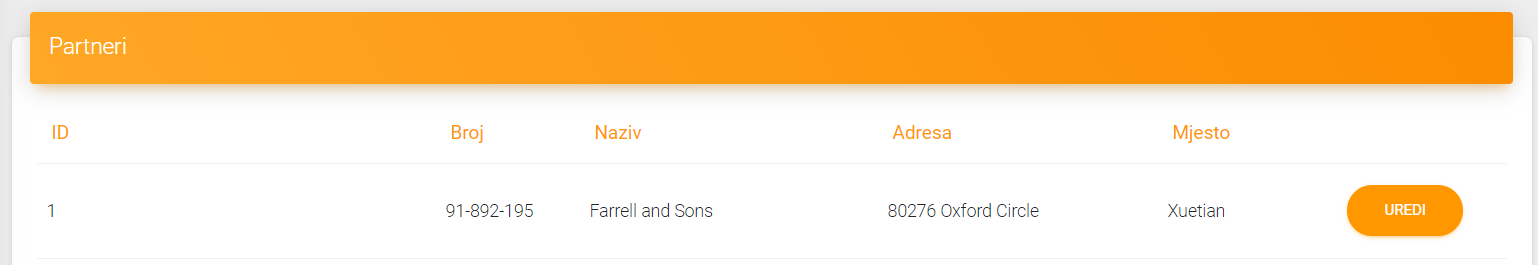 Partneri
ID Broj Naziv Adresa Mjesto
1 91-892-195 Farrell and Sons 80276 Oxford Circle Xuetian UREDI